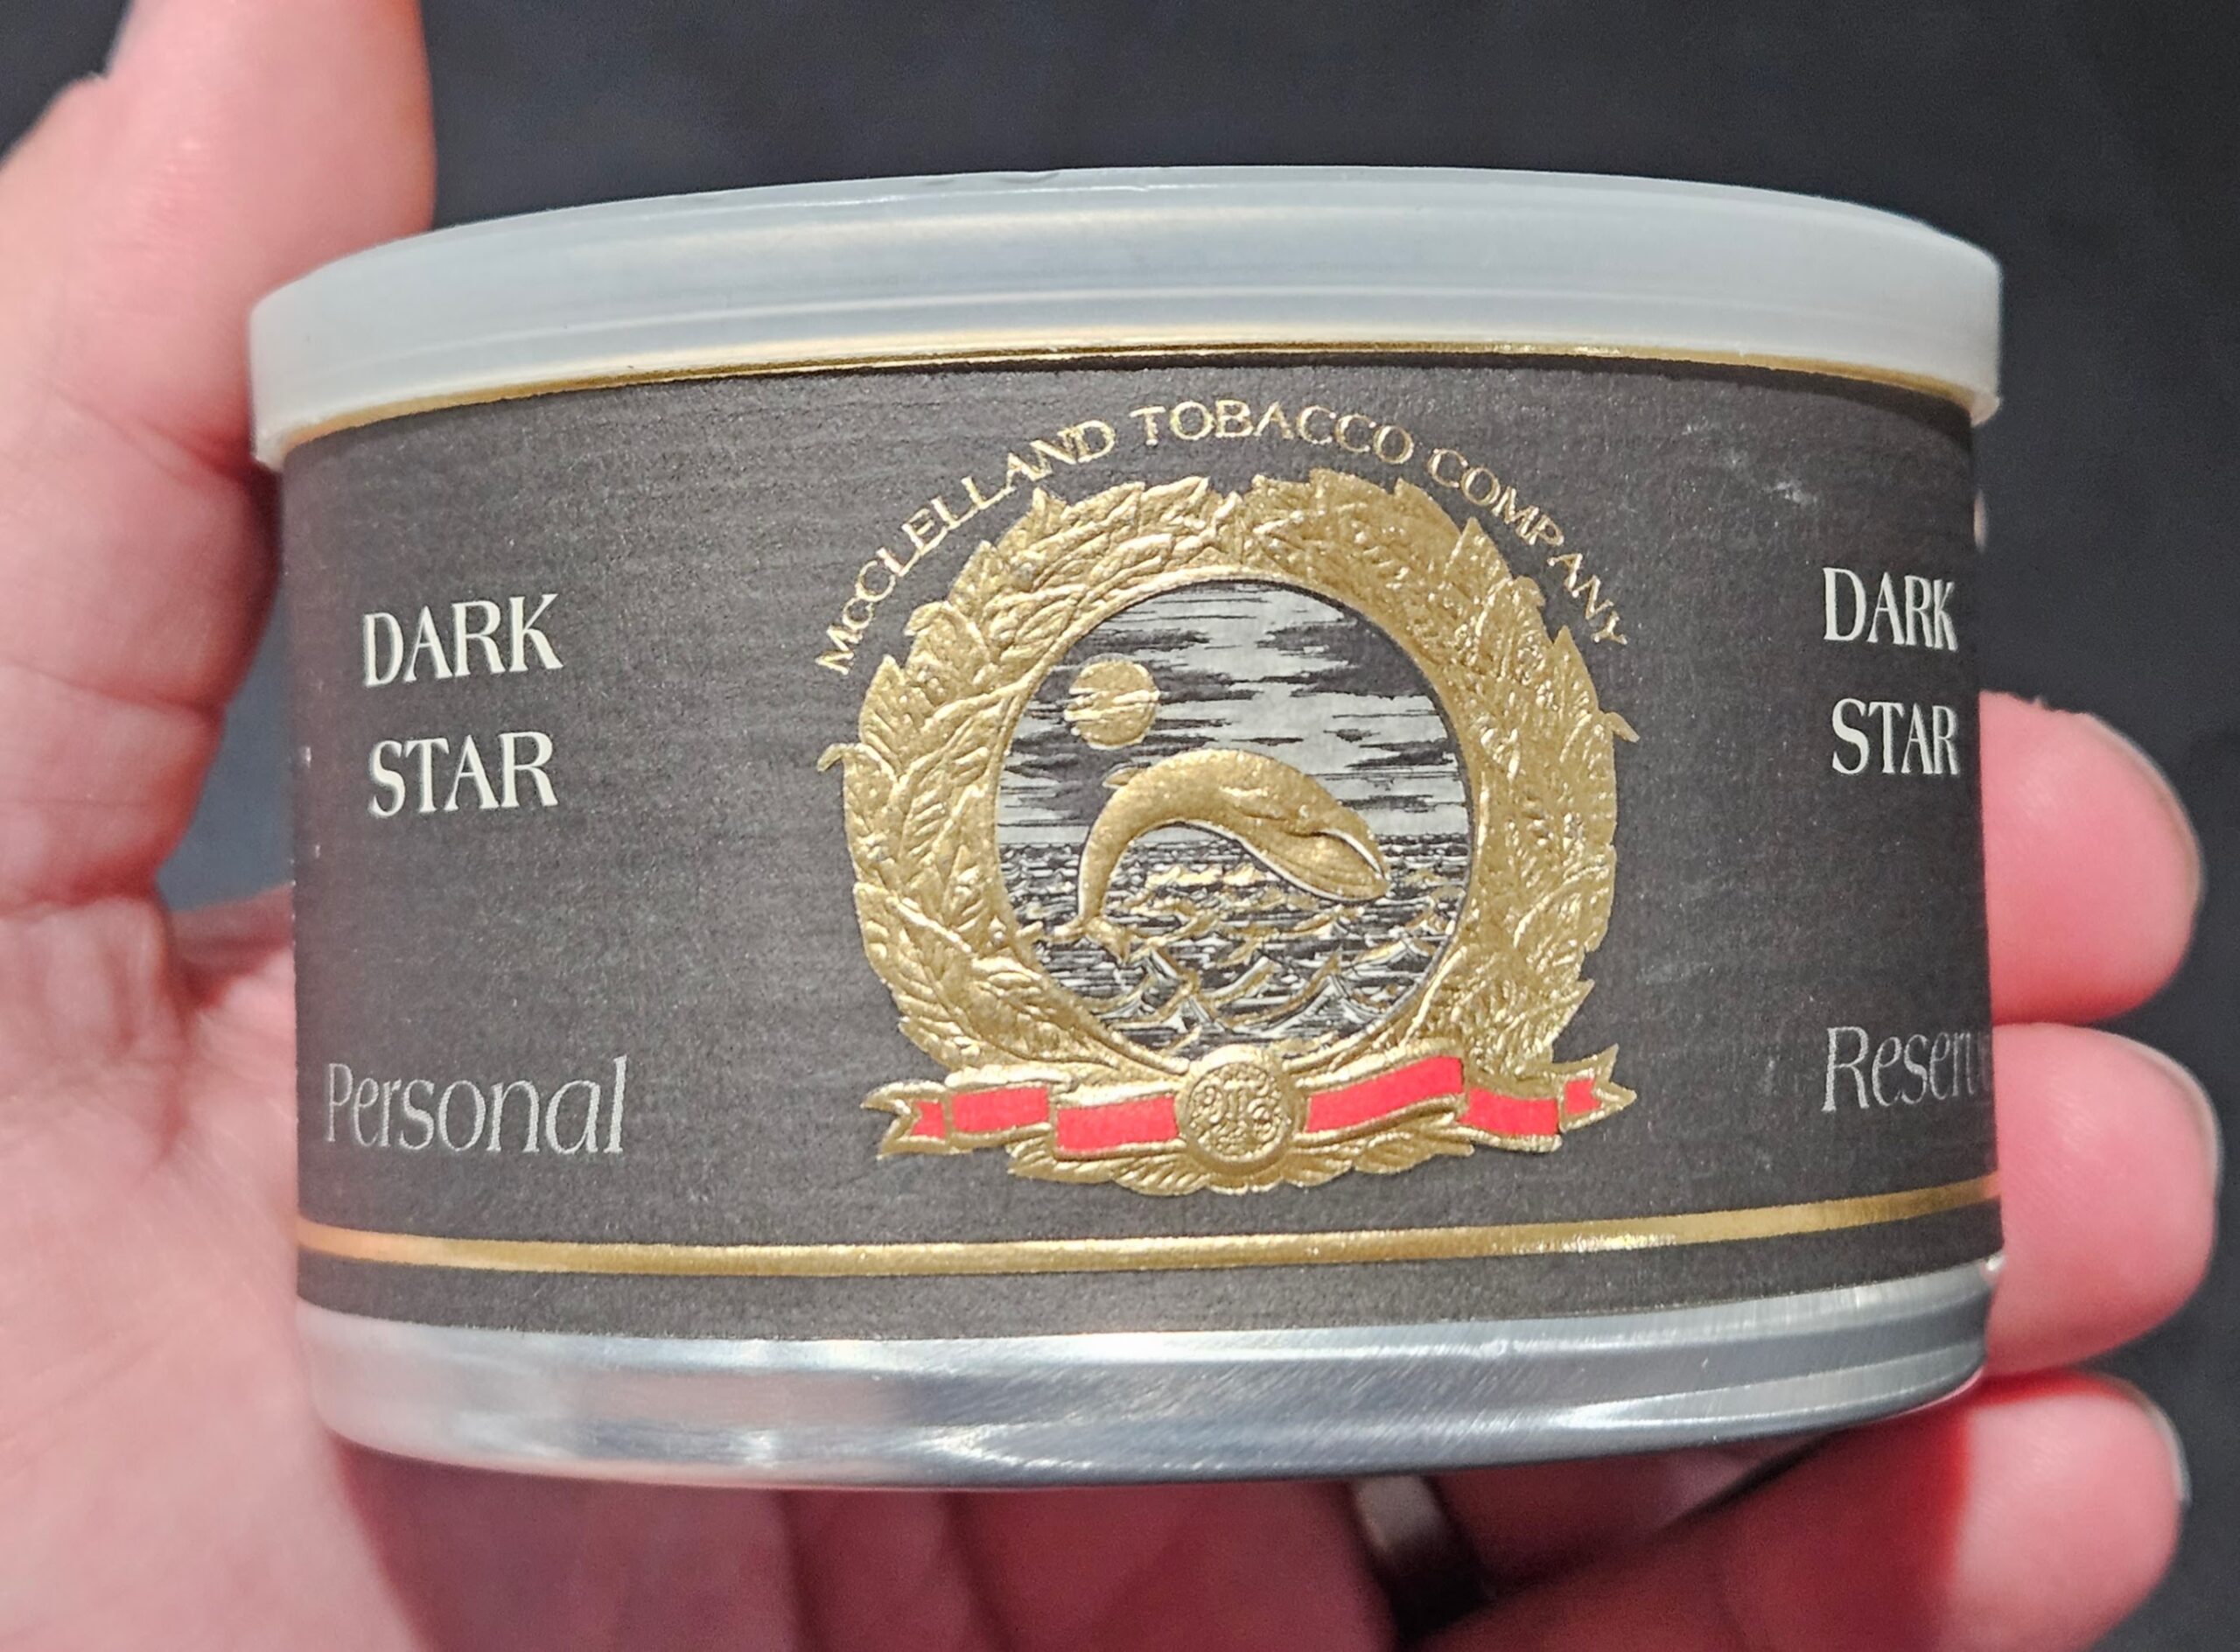 McCLELLAND TOBACCO COMPANY
DARK
STAR
Personal
DARK
STAR